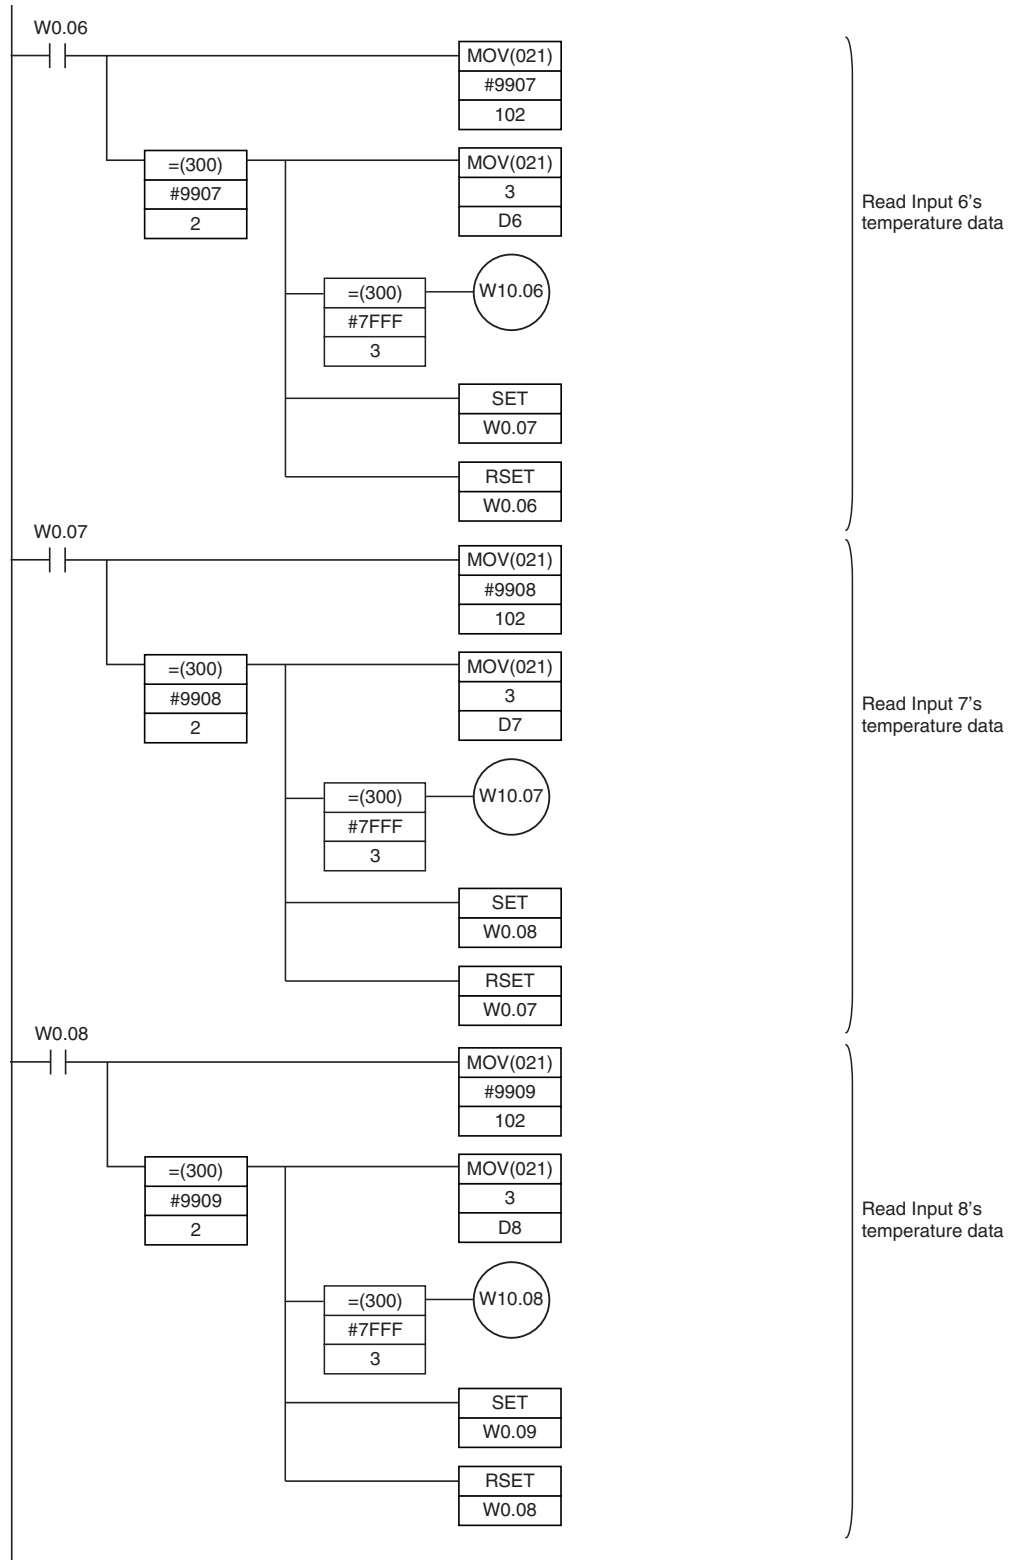 W0.06
MOV(021)
#9907
102
=(300)
#9907
2
MOV(021)
3
D6
=(300)
#7FFF
3
W10.06
SET
W0.07
RSET
W0.06
Read Input 6's
temperature data
W0.07
MOV(021)
#9908
102
=(300)
#9908
2
MOV(021)
3
D7
=(300)
#7FFF
3
W10.07
SET
W0.08
RSET
W0.07
Read Input 7's
temperature data
W0.08
MOV(021)
#9909
102
=(300)
#9909
2
MOV(021)
3
D8
=(300)
#7FFF
3
W10.08
SET
W0.09
RSET
W0.08
Read Input 8's
temperature data